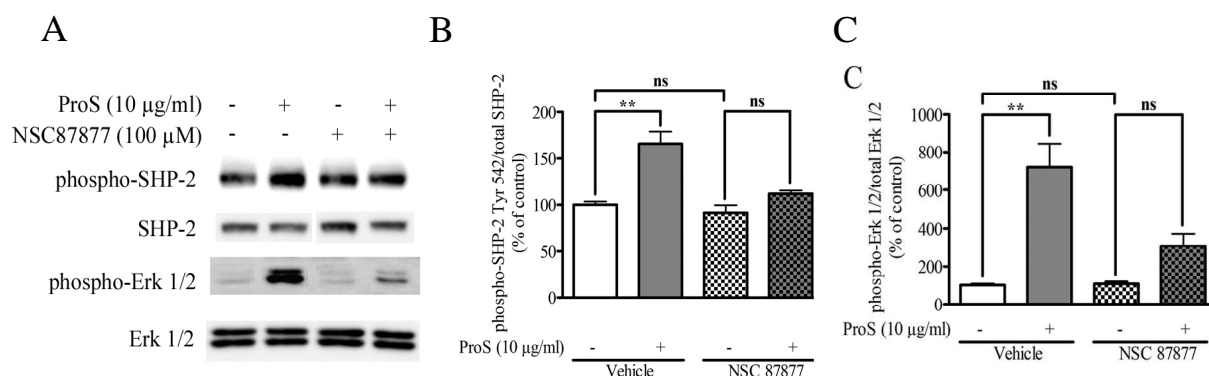 A
ProS (10 µg/ml) - + - +
NSC87877 (100 µM) - - + +
phospho-SHP-2
SHP-2
phospho-Erk 1/2
Erk 1/2
B
phospho-SHP-2 Tyr 542/total SHP-2
(% of control)
200
150
100
50
0
ns
**
ns
ProS (10 µg/ml) - + - +
Vehicle NSC 87877
C
C
phospho-Erk 1/2/total Erk 1/2
(% of control)
1000
800
600
400
200
0
ns
**
ns
ProS (10 µg/ml) - + - +
Vehicle NSC 87877